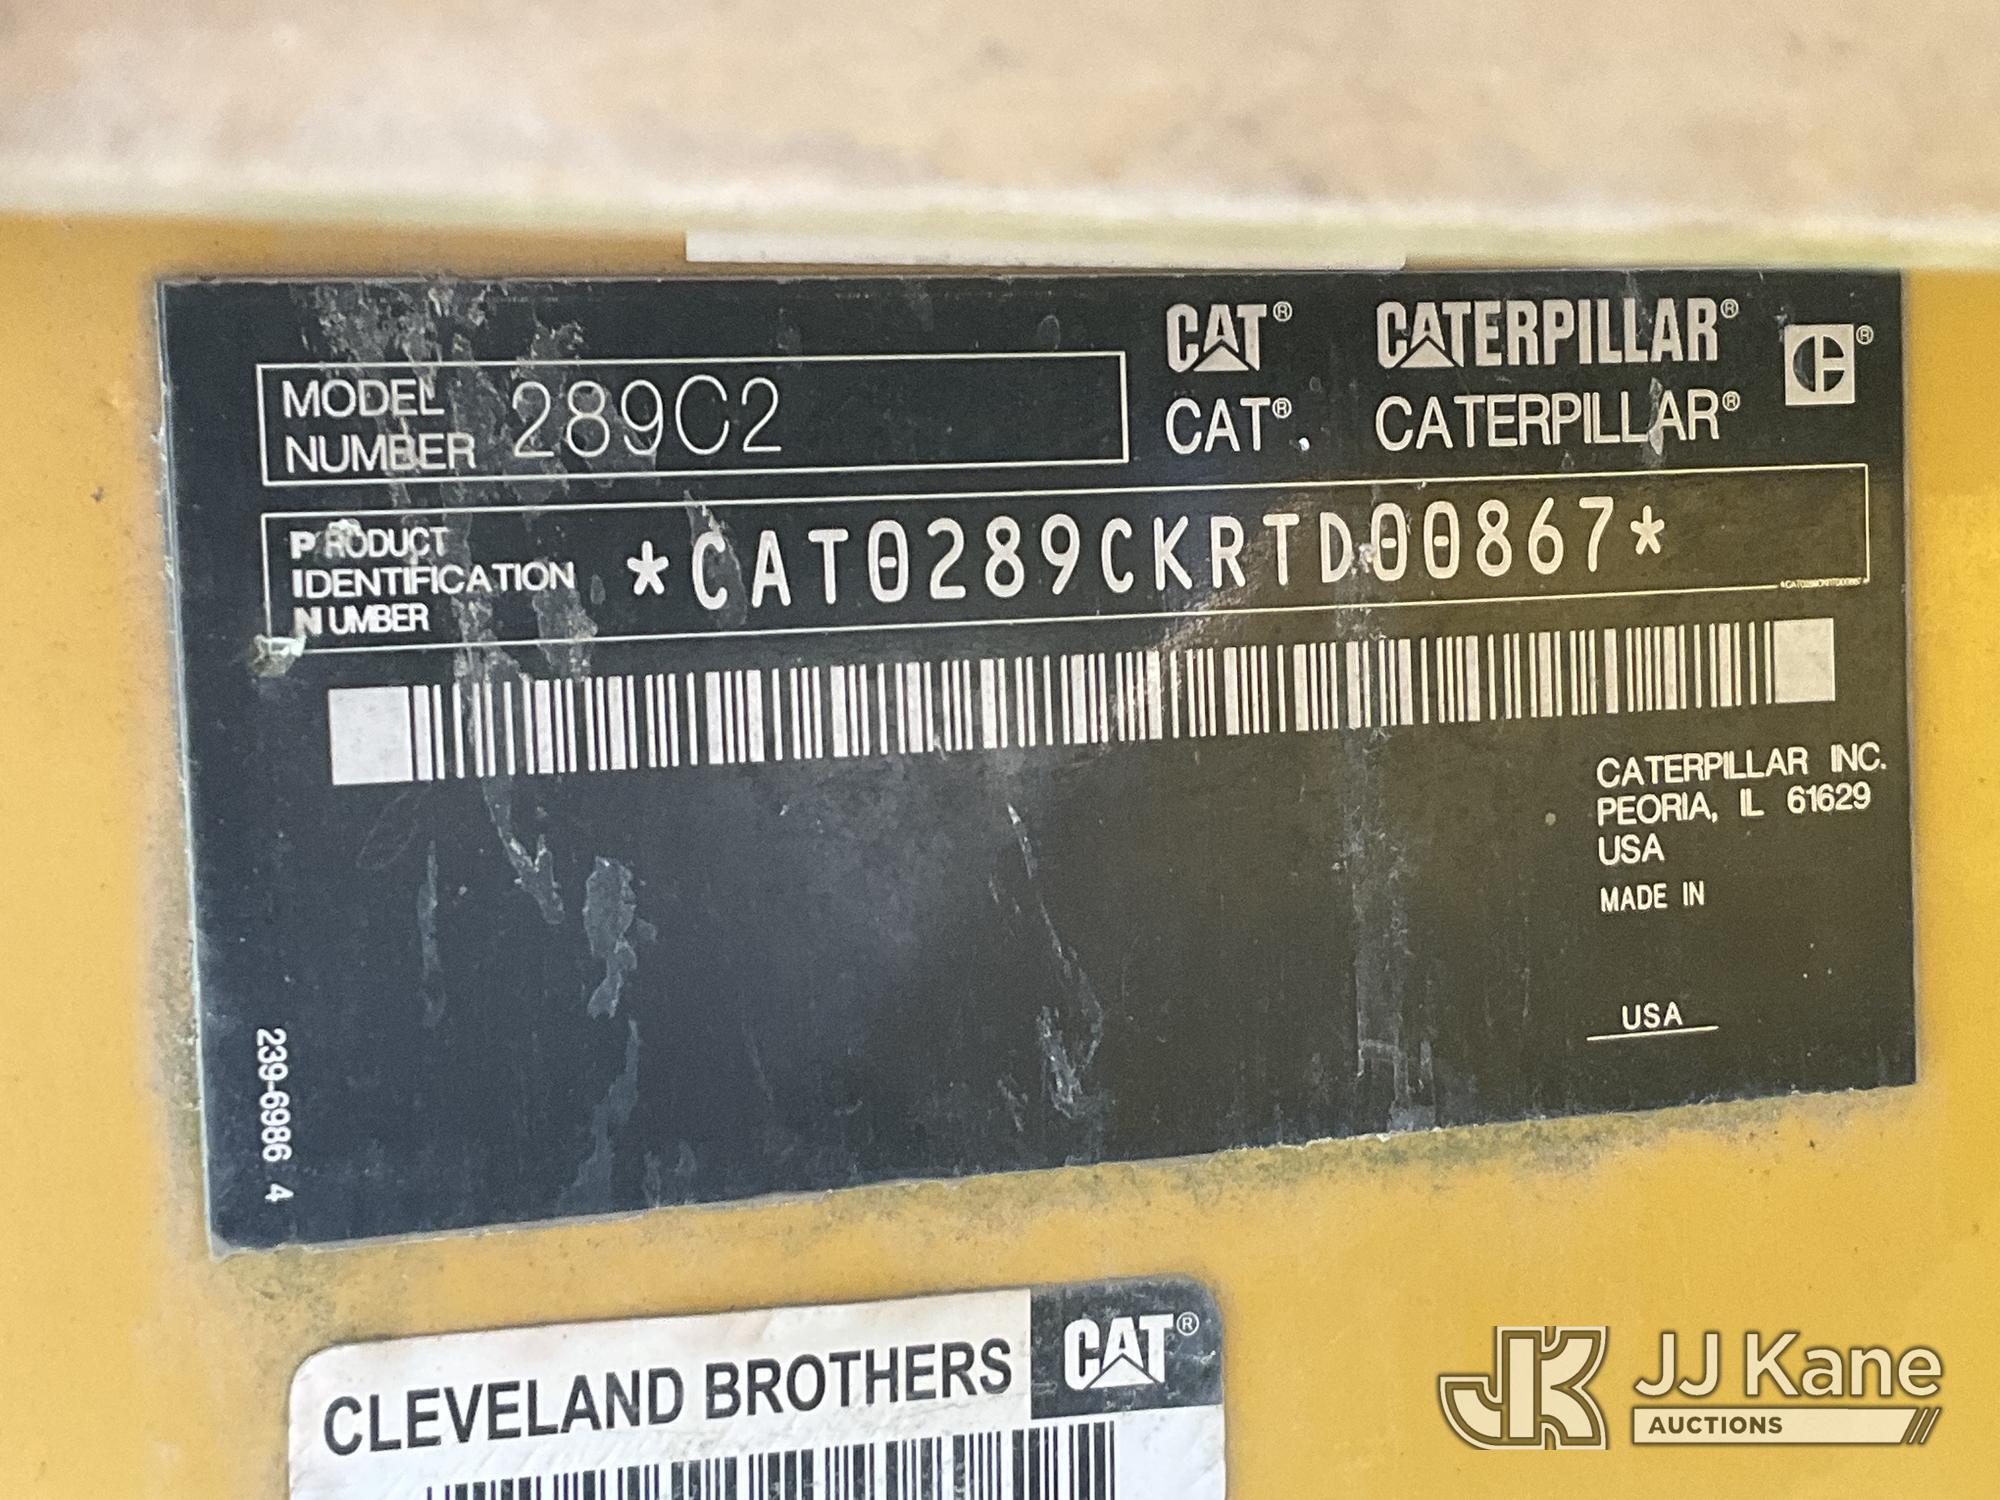 CAT® CATERPILLAR®
CAT®. CATERPILLAR®
MODEL NUMBER 289C2
PRODUCT IDENTIFICATION NUMBER *CAT0289CKRTD00867*
*CAT0289CKRTD00867*
CATERPILLAR INC.
PEORIA, IL 61629
USA
MADE IN
USA
239-6986 4
CLEVELAND BROTHERS CAT®
JJ Kane
AUCTIONS